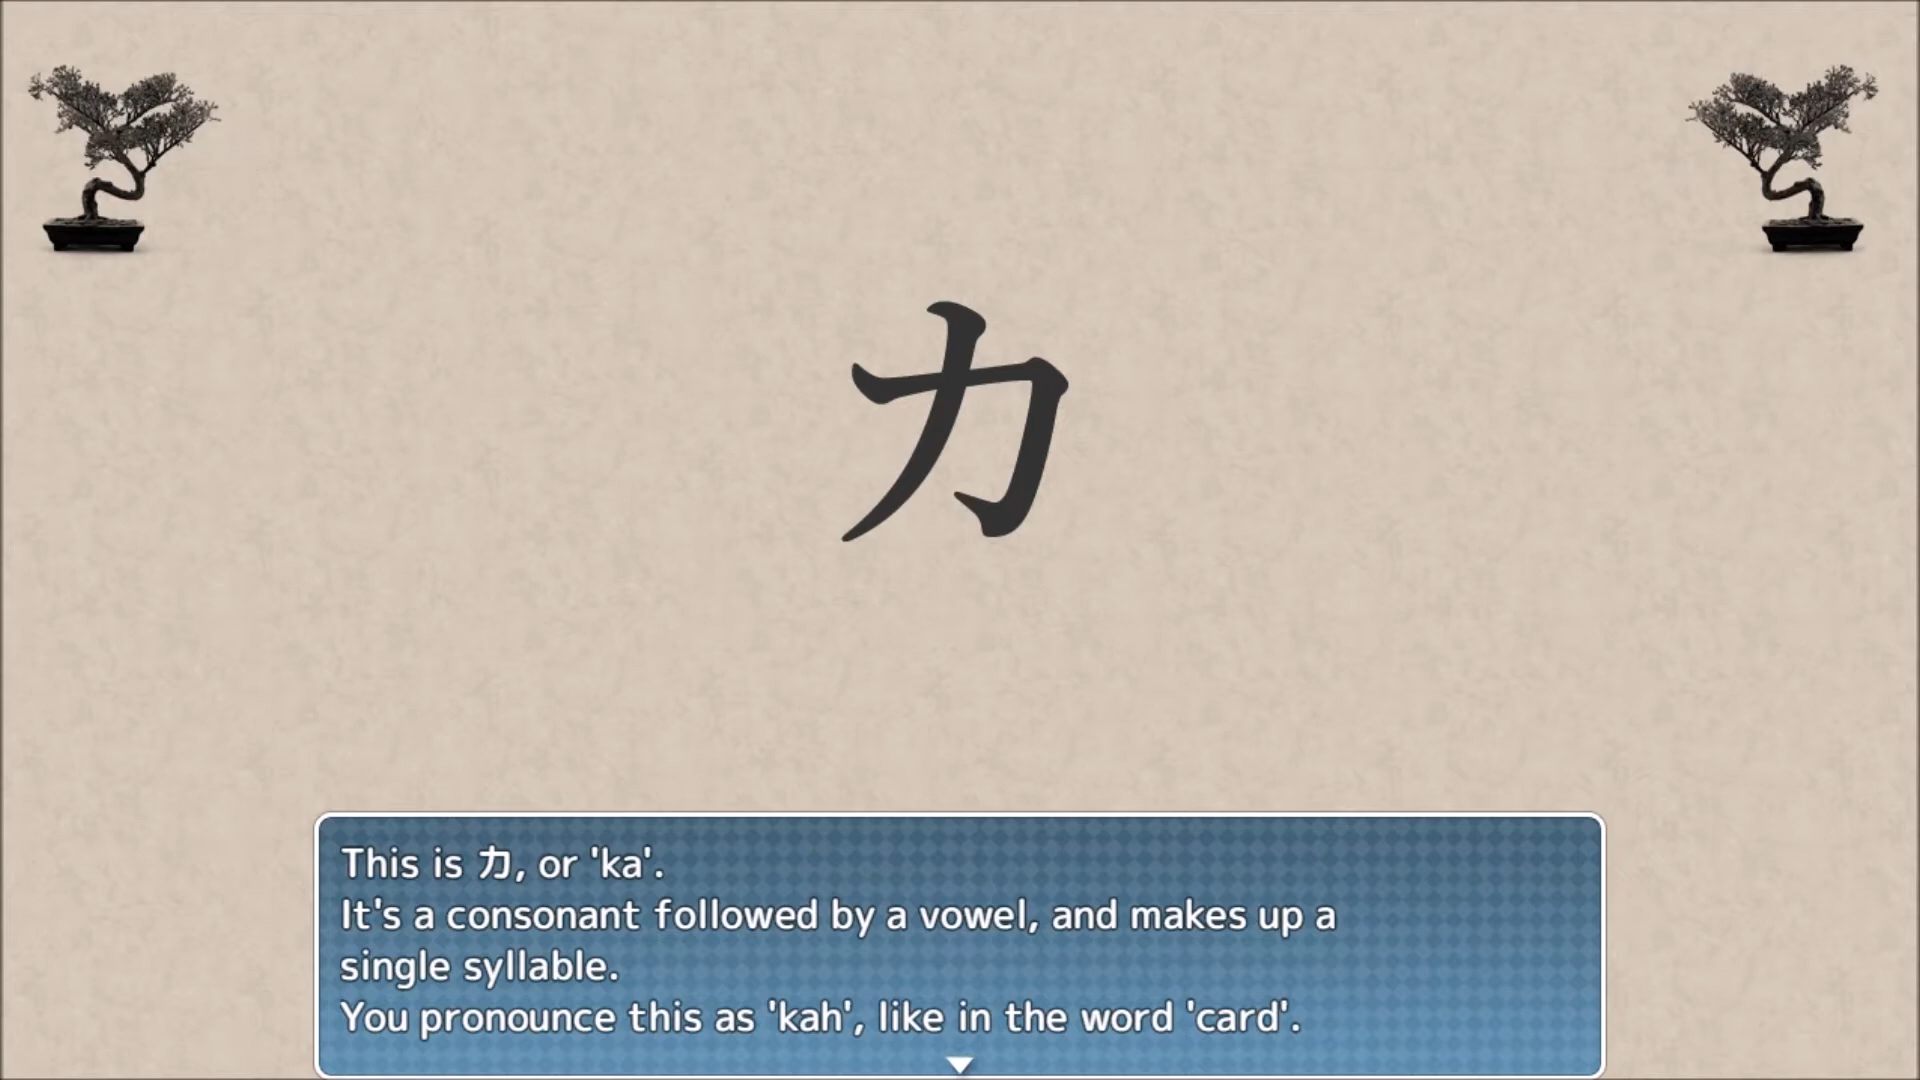 カ
This is カ, or 'ka'.
It's a consonant followed by a vowel, and makes up a
single syllable.
You pronounce this as 'kah', like in the word 'card'.